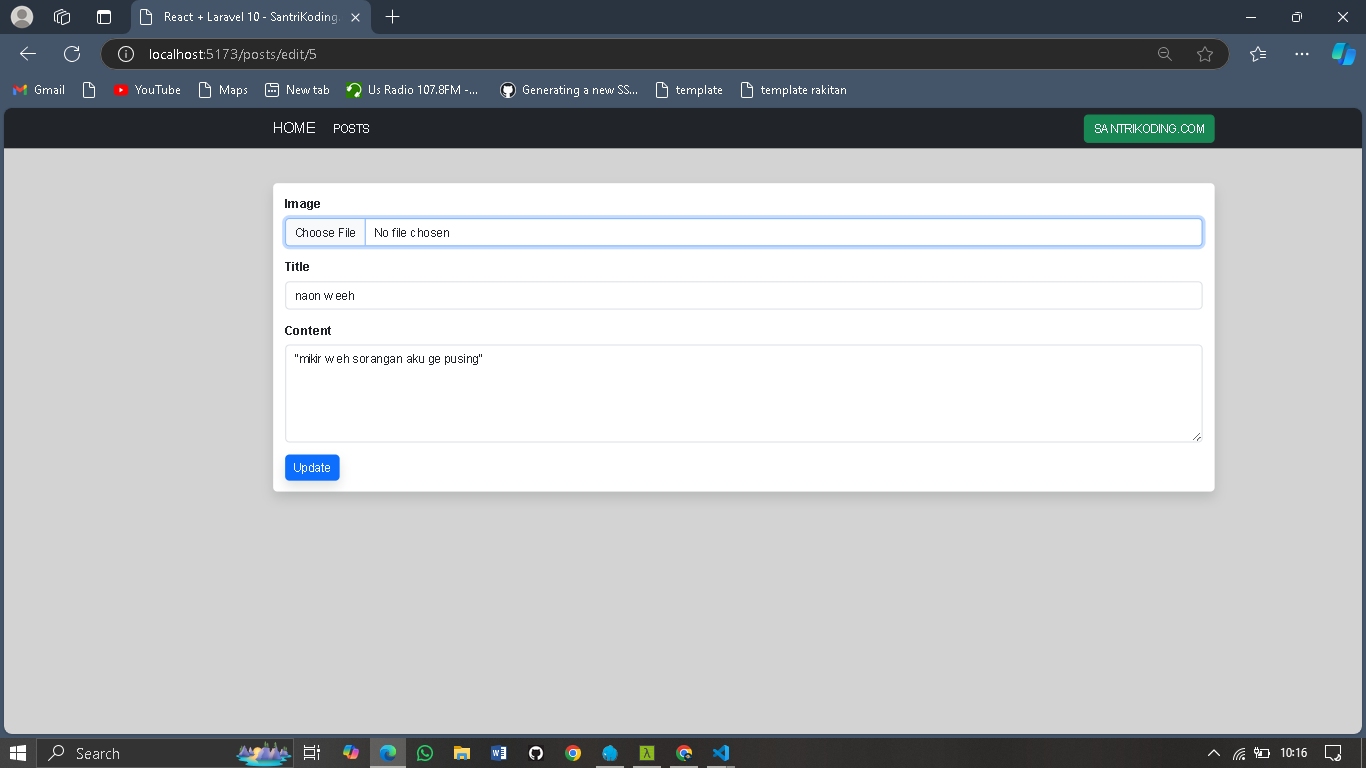 React + Laravel 10 - SantriKoding.
localhost:5173/posts/edit/5
Gmail YouTube Maps New tab Us Radio 107.8FM -... Generating a new SS... template template rakitan
HOME POSTS SANTRIKODING.COM
Image
Choose File No file chosen
Title
naon weeh
Content
"mikir weh sorangan aku ge pusing"
Update
Search 10:16